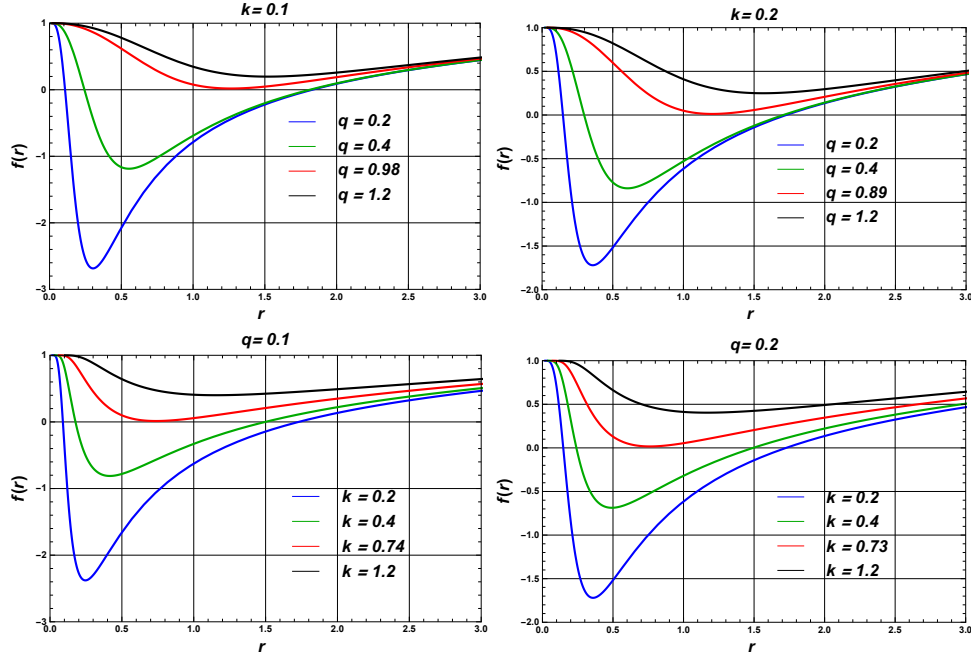 k= 0.1
1
0
−1
−2
−3
f(r)
q = 0.2
q = 0.4
q = 0.98
q = 1.2
0.0 0.5 1.0 1.5 2.0 2.5 3.0
r
k= 0.2
1.0
0.5
0.0
−0.5
−1.0
−1.5
−2.0
f(r)
q = 0.2
q = 0.4
q = 0.89
q = 1.2
0.0 0.5 1.0 1.5 2.0 2.5 3.0
r
q= 0.1
1
0
−1
−2
−3
f(r)
k = 0.2
k = 0.4
k = 0.74
k = 1.2
0.0 0.5 1.0 1.5 2.0 2.5 3.0
r
q= 0.2
1.0
0.5
0.0
−0.5
−1.0
−1.5
−2.0
f(r)
k = 0.2
k = 0.4
k = 0.73
k = 1.2
0.0 0.5 1.0 1.5 2.0 2.5 3.0
r